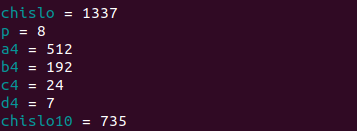 chislo = 1337
p = 8
a4 = 512
b4 = 192
c4 = 24
d4 = 7
chislo10 = 735